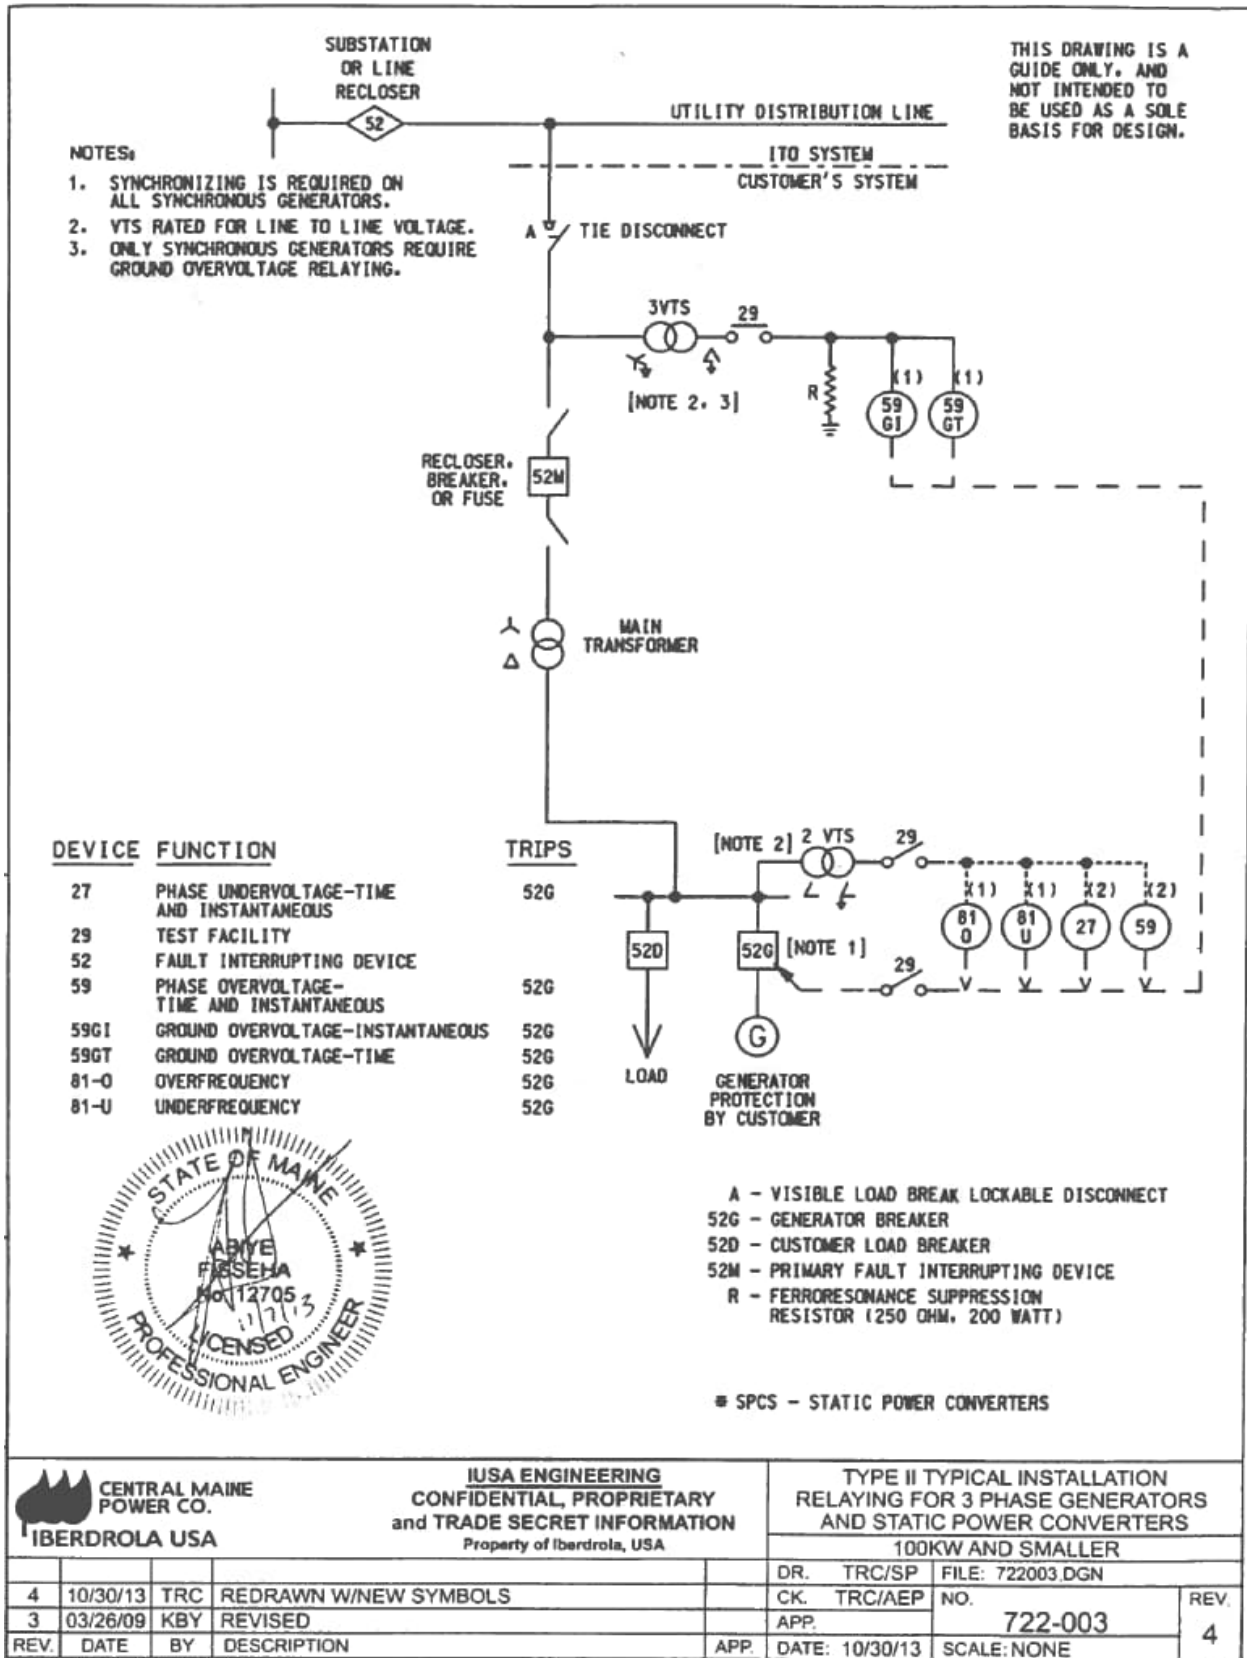 SUBSTATION
OR LINE
RECLOSER
52
UTILITY DISTRIBUTION LINE
THIS DRAWING IS A
GUIDE ONLY, AND
NOT INTENDED TO
BE USED AS A SOLE
BASIS FOR DESIGN.
ITO SYSTEM
CUSTOMER'S SYSTEM
NOTES:
1. SYNCHRONIZING IS REQUIRED ON
ALL SYNCHRONOUS GENERATORS.
2. VTS RATED FOR LINE TO LINE VOLTAGE.
3. ONLY SYNCHRONOUS GENERATORS REQUIRE
GROUND OVERVOLTAGE RELAYING.
A TIE DISCONNECT
3VTS
29
[NOTE 2, 3]
R
(1) (1)
59
GI
59
GT
RECLOSER,
BREAKER,
OR FUSE
52M
MAIN
TRANSFORMER
DEVICE FUNCTION TRIPS
27 PHASE UNDERVOLTAGE-TIME 52G
AND INSTANTANEOUS
29 TEST FACILITY
52 FAULT INTERRUPTING DEVICE
59 PHASE OVERVOLTAGE- 52G
TIME AND INSTANTANEOUS
59GI GROUND OVERVOLTAGE-INSTANTANEOUS 52G
59GT GROUND OVERVOLTAGE-TIME 52G
81-O OVERFREQUENCY 52G
81-U UNDERFREQUENCY 52G
[NOTE 2] 2 VTS
29
(1) (1) (2) (2)
81
O
81
U
27
59
52D
52G [NOTE 1]
29
G
LOAD
GENERATOR
PROTECTION
BY CUSTOMER
STATE OF MAINE
ABIYE
FISSEHA
No. 12705
11/7/13
LICENSED
PROFESSIONAL ENGINEER
A - VISIBLE LOAD BREAK LOCKABLE DISCONNECT
52G - GENERATOR BREAKER
52D - CUSTOMER LOAD BREAKER
52M - PRIMARY FAULT INTERRUPTING DEVICE
R - FERRORESONANCE SUPPRESSION
RESISTOR (250 OHM, 200 WATT)
* SPCS - STATIC POWER CONVERTERS
CENTRAL MAINE
POWER CO.
IBERDROLA USA
IUSA ENGINEERING
CONFIDENTIAL, PROPRIETARY
and TRADE SECRET INFORMATION
Property of Iberdrola, USA
TYPE II TYPICAL INSTALLATION
RELAYING FOR 3 PHASE GENERATORS
AND STATIC POWER CONVERTERS
100KW AND SMALLER
DR. TRC/SP FILE: 722003.DGN
4 10/30/13 TRC REDRAWN W/NEW SYMBOLS
CK. TRC/AEP NO. REV.
3 03/26/09 KBY REVISED
APP. 722-003 4
REV. DATE BY DESCRIPTION APP.
DATE: 10/30/13 SCALE: NONE